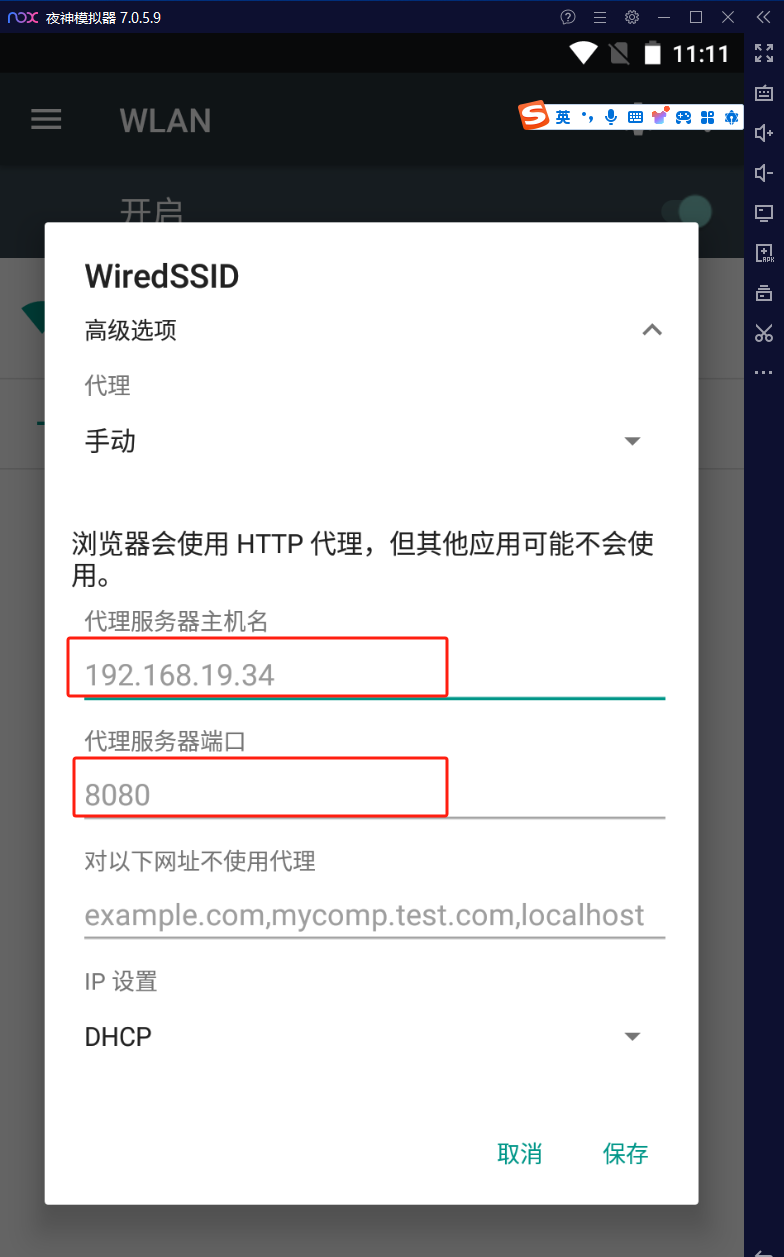 nox 夜神模拟器 7.0.5.9
11:11
WLAN
英
开启
WiredSSID
高级选项
代理
手动
浏览器会使用 HTTP 代理，但其他应用可能不会使
用。
代理服务器主机名
192.168.19.34
代理服务器端口
8080
对以下网址不使用代理
example.com,mycomp.test.com,localhost
IP 设置
DHCP
取消
保存